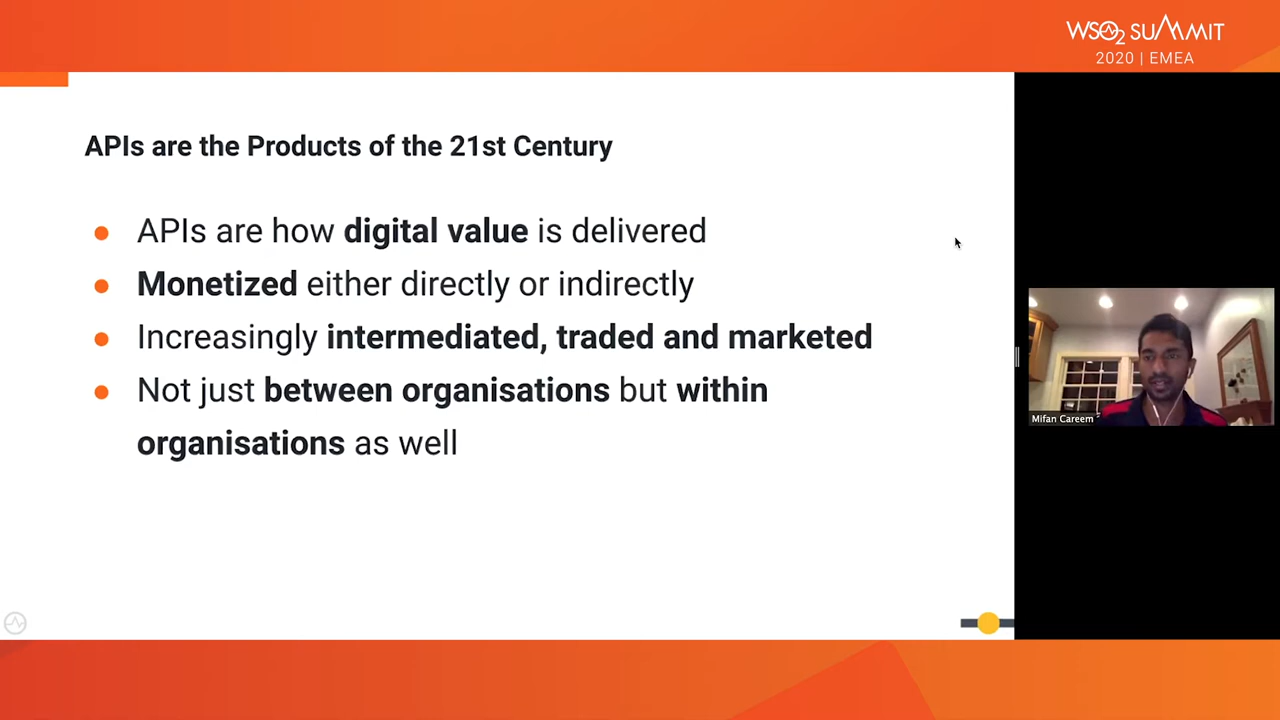 WSO2 SUMMIT
2020 | EMEA
APIs are the Products of the 21st Century
● APIs are how digital value is delivered
● Monetized either directly or indirectly
● Increasingly intermediated, traded and marketed
● Not just between organisations but within
organisations as well
Mifan Careem